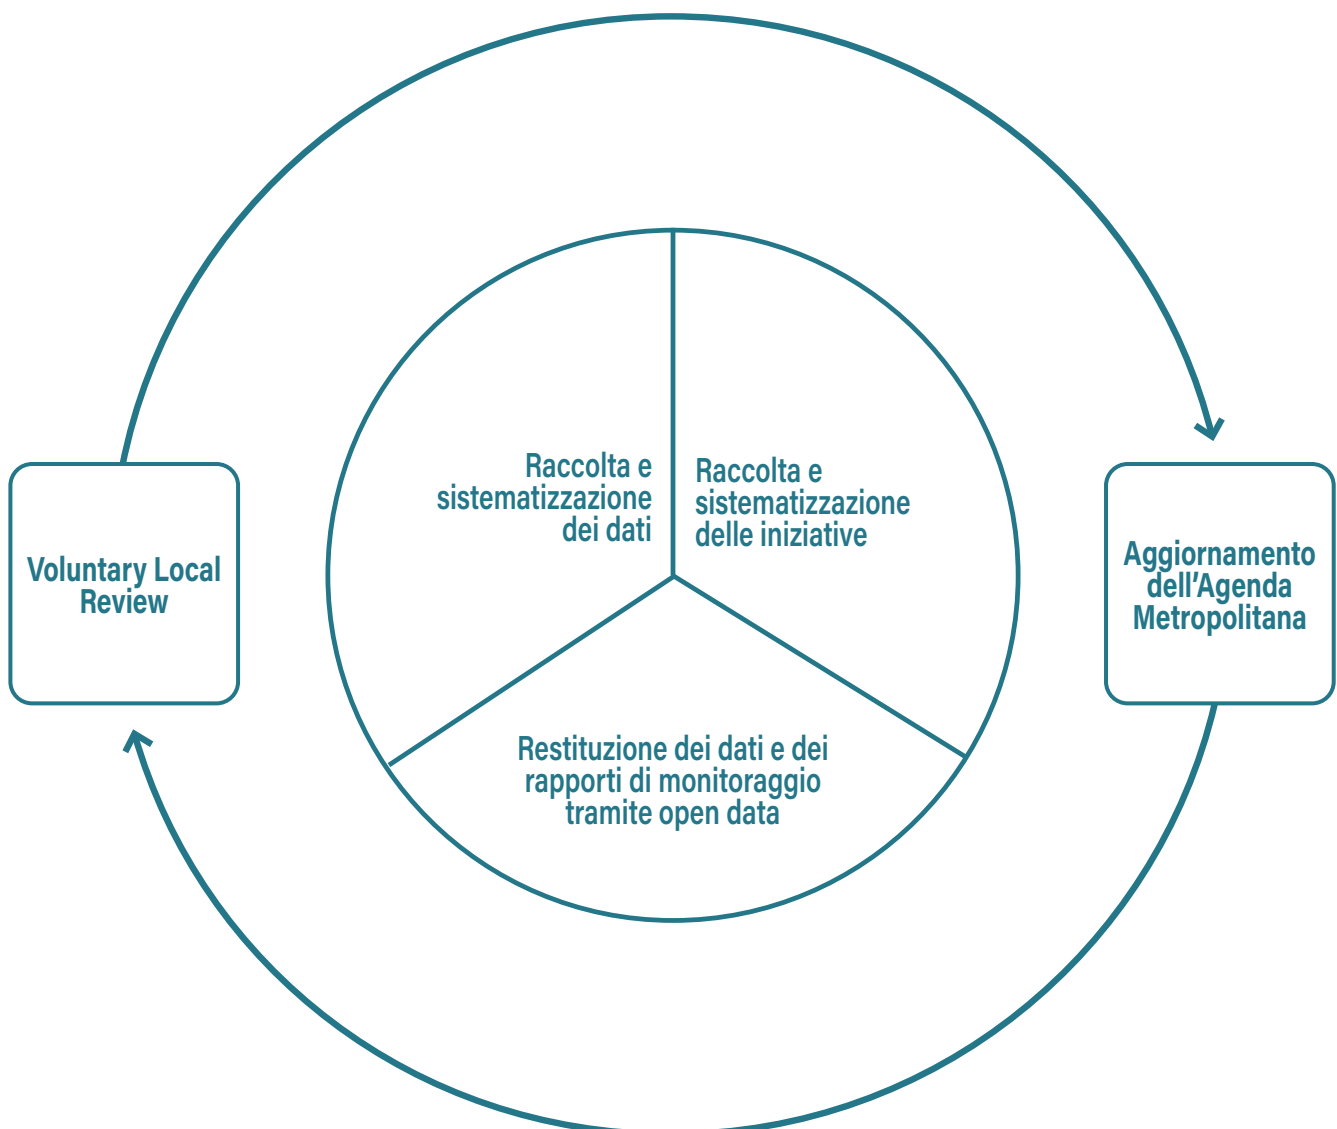 Raccolta e
sistematizzazione
dei dati
Raccolta e
sistematizzazione
delle iniziative
Voluntary Local
Review
Aggiornamento
dell'Agenda
Metropolitana
Restituzione dei dati e dei
rapporti di monitoraggio
tramite open data